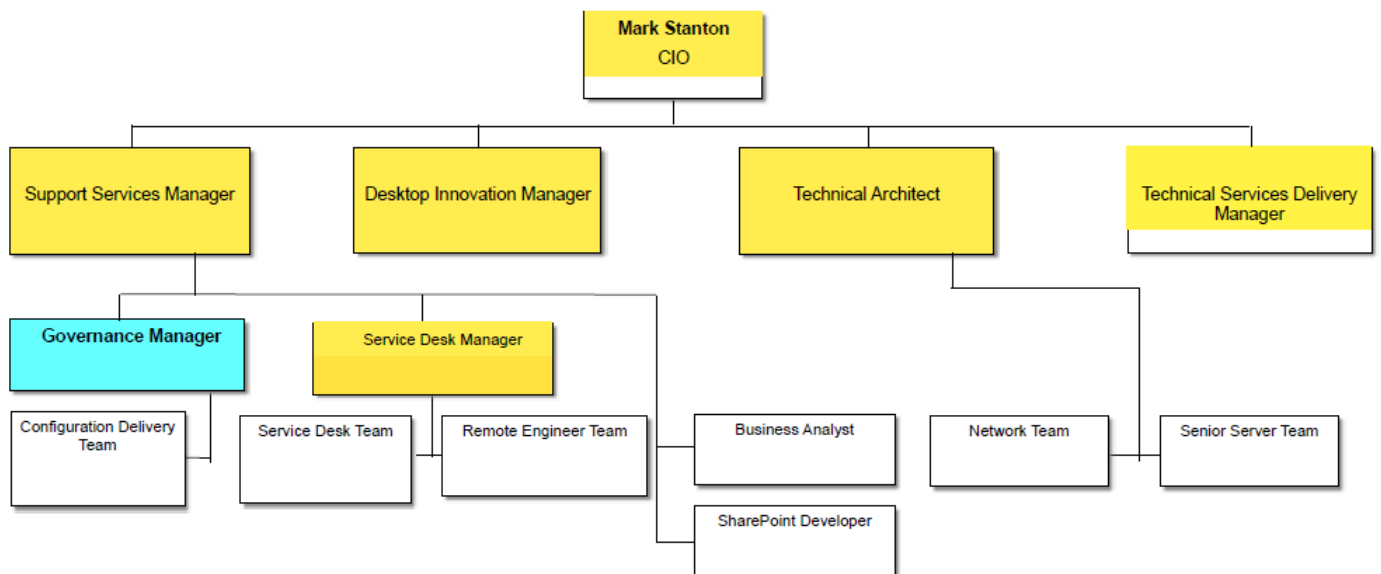 Mark Stanton
CIO
Support Services Manager
Desktop Innovation Manager
Technical Architect
Technical Services Delivery
Manager
Governance Manager
Service Desk Manager
Configuration Delivery
Team
Service Desk Team
Remote Engineer Team
Business Analyst
Network Team
Senior Server Team
SharePoint Developer